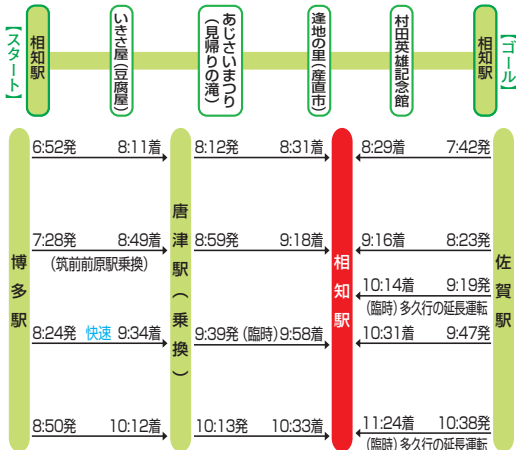 【スタート】
相知駅
いきさ屋(豆腐屋)
あじさいまつり
(見帰りの滝)
逢地の里(産直市)
村田英雄記念館
相知駅
【ゴール】
博多駅
唐津駅(乗換)
相知駅
佐賀駅
6:52発 8:11着 8:12発 8:31着 8:29着 7:42発
7:28発 8:49着 8:59発 9:18着 9:16着 8:23発
(筑前前原駅乗換)
10:14着 9:19発
(臨時)多久行の延長運転
8:24発 快速 9:34着 9:39発(臨時)9:58着 10:31着 9:47発
8:50発 10:12着 10:13発 10:33着 11:24着 10:38発
(臨時)多久行の延長運転